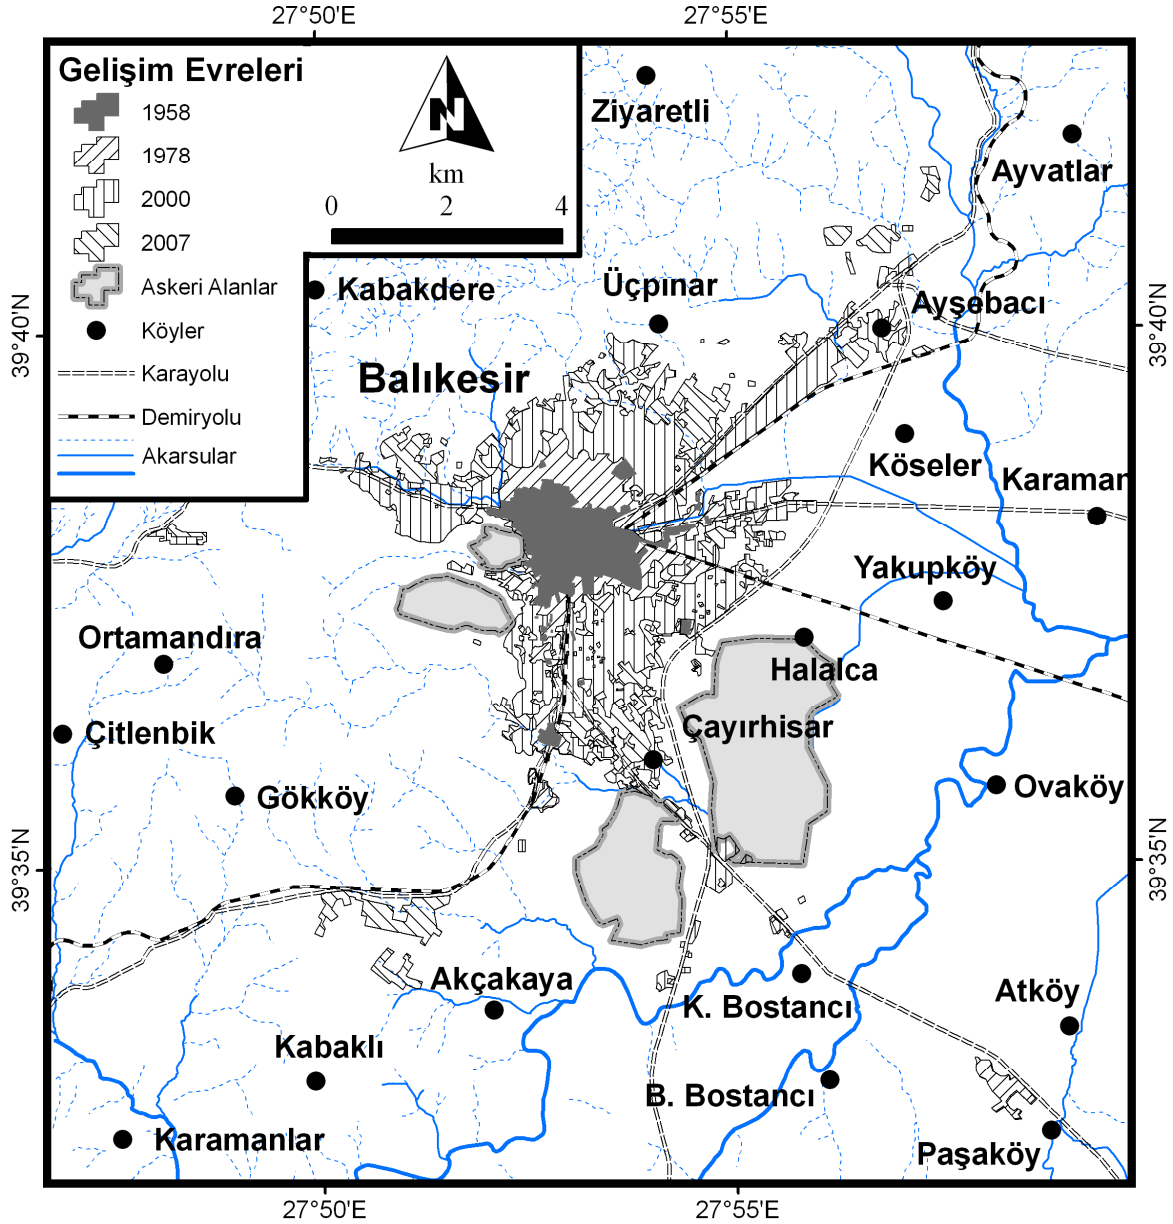 27°50'E
27°55'E
Gelişim Evreleri
1958
1978
2000
2007
Askeri Alanlar
Köyler
Karayolu
Demiryolu
Akarsular
N
km
0 2 4
Ziyaretli
Ayvatlar
Kabakdere
Üçpınar
Ayşebacı
39°40'N
39°40'N
Balıkesir
Köseler
Karaman
Yakupköy
Ortamandıra
Halalca
Çitlenbik
Çayırhisar
Gökköy
Ovaköy
39°35'N
39°35'N
Akçakaya
K. Bostancı
Atköy
Kabaklı
B. Bostancı
Karamanlar
Paşaköy
27°50'E
27°55'E